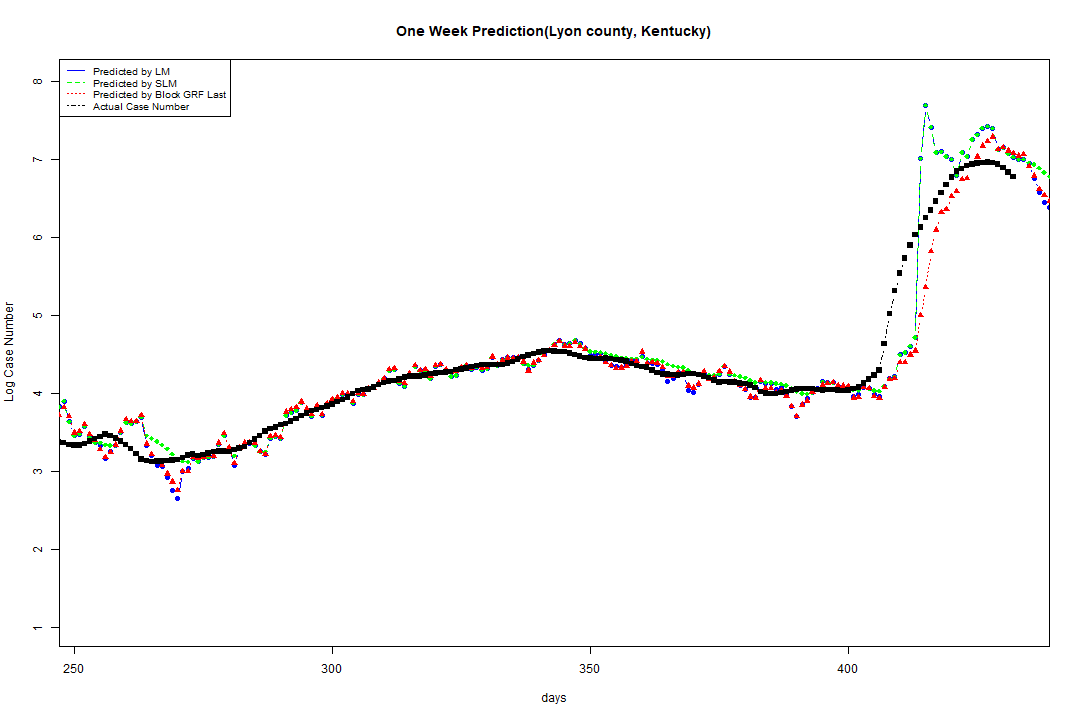 One Week Prediction(Lyon county, Kentucky)
Predicted by LM
Predicted by SLM
Predicted by Block GRF Last
Actual Case Number
8
7
6
5
4
3
2
1
Log Case Number
250 300 350 400
days